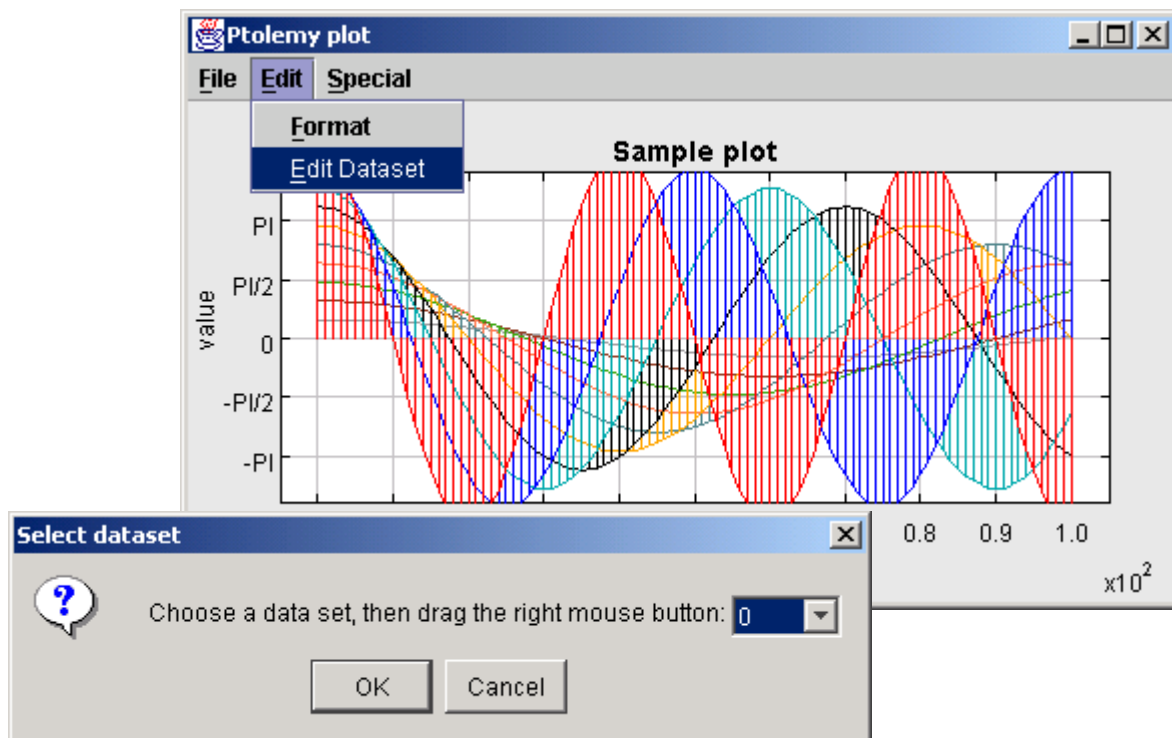 Ptolemy plot
File Edit Special
Format
Edit Dataset
Sample plot
PI
PI/2
0
-PI/2
-PI
value
0.8 0.9 1.0
x10²
Select dataset
Choose a data set, then drag the right mouse button: 0
OK Cancel